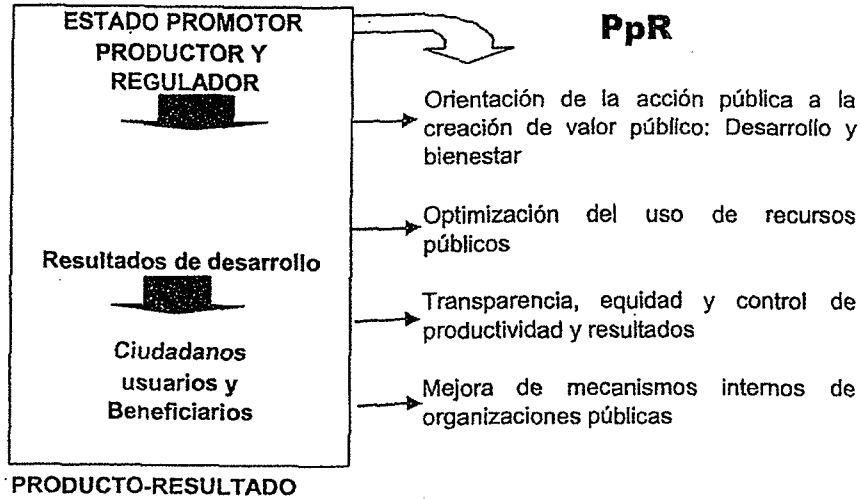 ESTADO PROMOTOR
PRODUCTOR Y
REGULADOR
Resultados de desarrollo
Ciudadanos
usuarios y
Beneficiarios
PRODUCTO-RESULTADO
PpR
Orientación de la acción pública a la
creación de valor público: Desarrollo y
bienestar
Optimización del uso de recursos
públicos
Transparencia, equidad y control de
productividad y resultados
Mejora de mecanismos internos de
organizaciones públicas